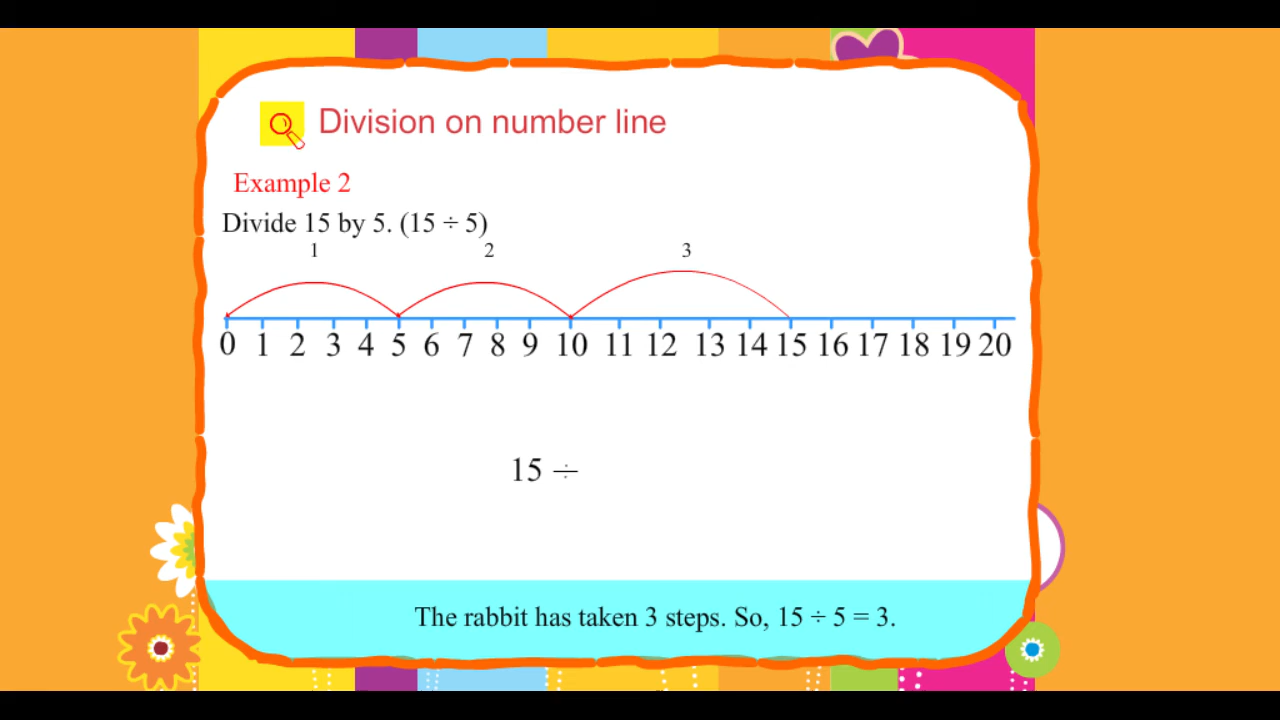 Division on number line
Example 2
Divide 15 by 5. (15 ÷ 5)
1 2 3
0 1 2 3 4 5 6 7 8 9 10 11 12 13 14 15 16 17 18 19 20
15 ÷
The rabbit has taken 3 steps. So, 15 ÷ 5 = 3.